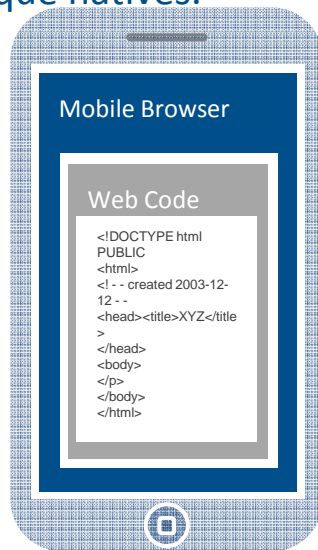 que natives.
Mobile Browser
Web Code
<!DOCTYPE html
PUBLIC
<html>
<! - - created 2003-12-
12 - -
<head><title>XYZ</title
>
</head>
<body>
</p>
</body>
</html>